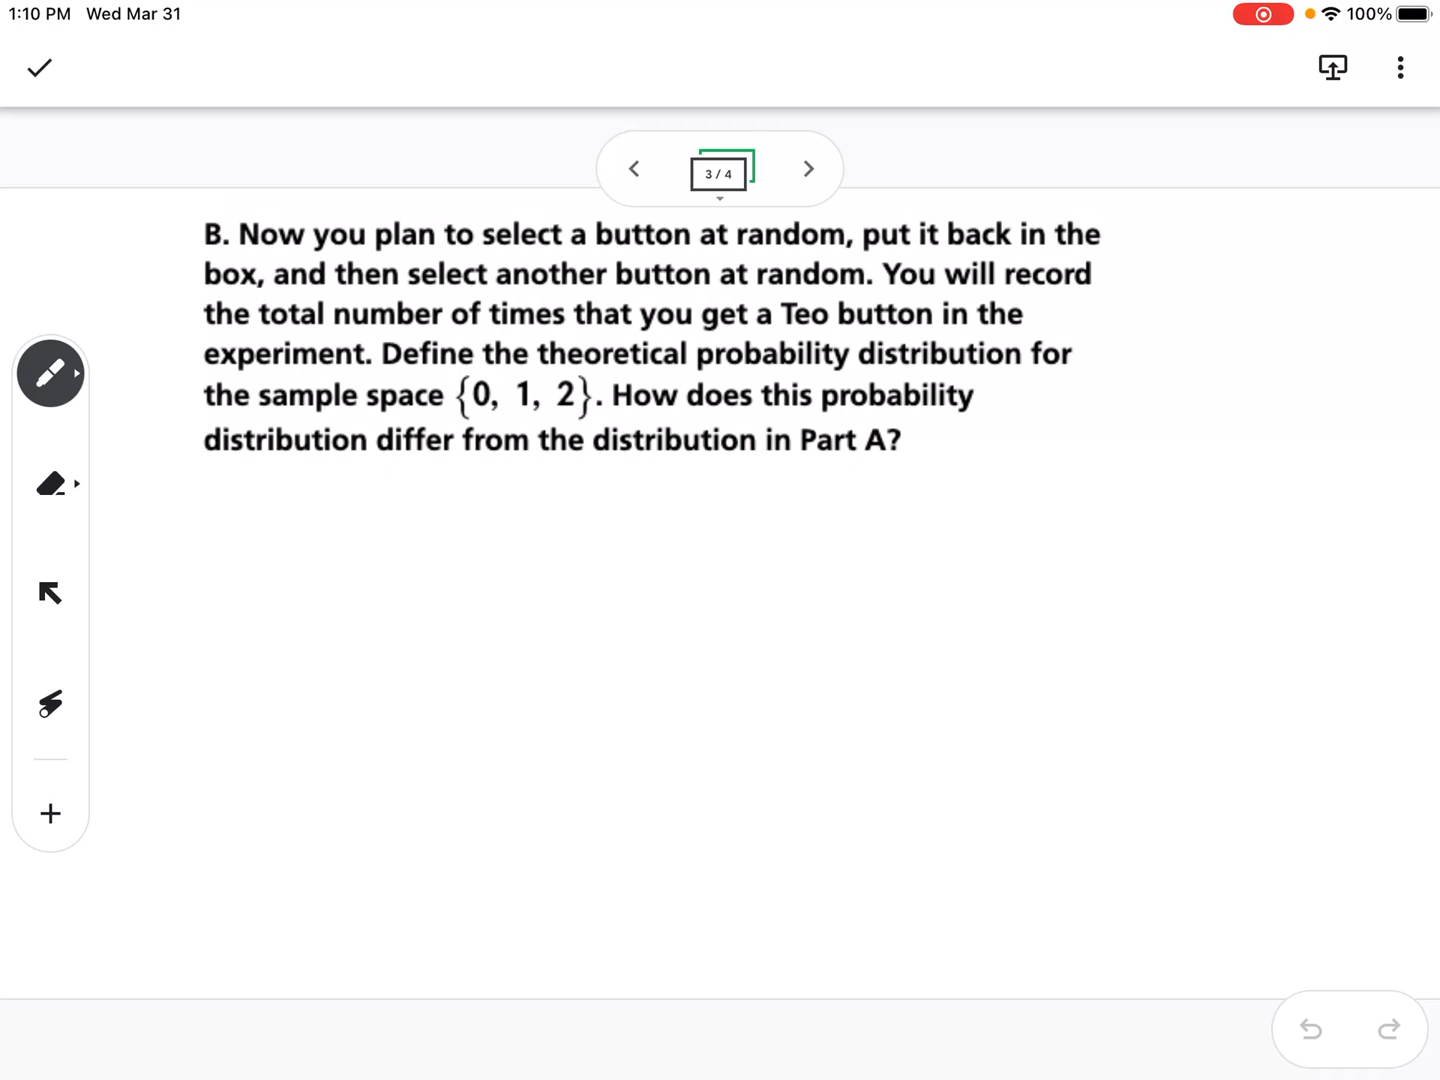 1:10 PM Wed Mar 31
100%
3 / 4
B. Now you plan to select a button at random, put it back in the
box, and then select another button at random. You will record
the total number of times that you get a Teo button in the
experiment. Define the theoretical probability distribution for
the sample space {0, 1, 2}. How does this probability
distribution differ from the distribution in Part A?